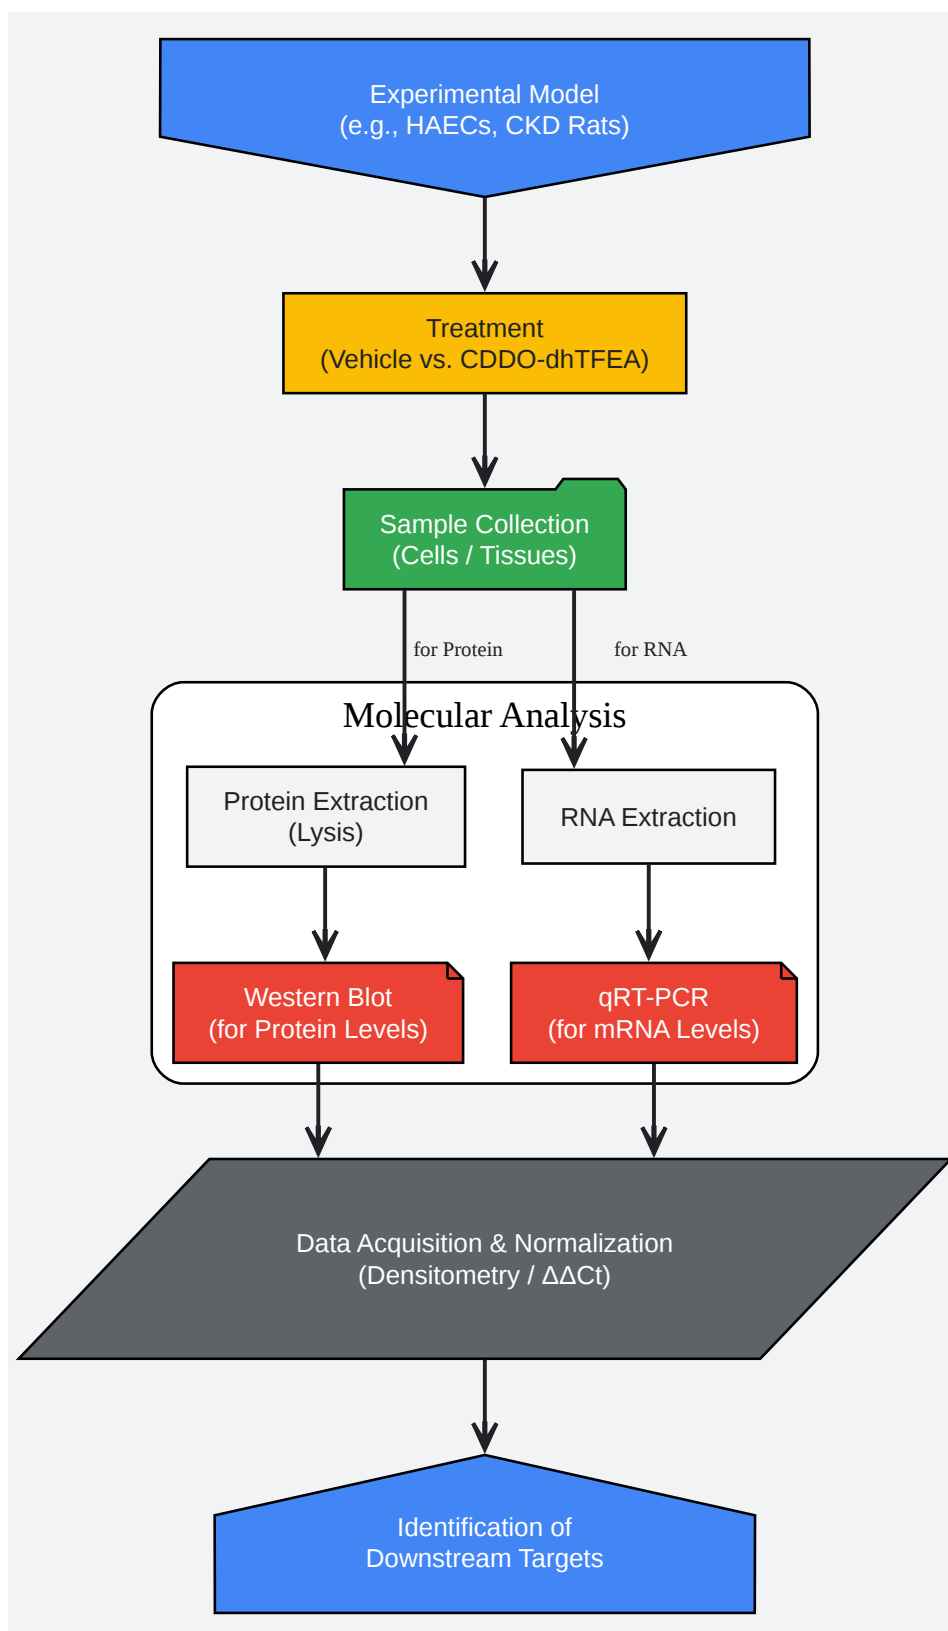 Experimental Model
(e.g., HAECs, CKD Rats)
Treatment
(Vehicle vs. CDDO-dhTFEA)
Sample Collection
(Cells / Tissues)
for Protein
for RNA
Molecular Analysis
Protein Extraction
(Lysis)
RNA Extraction
Western Blot
(for Protein Levels)
qRT-PCR
(for mRNA Levels)
Data Acquisition & Normalization
(Densitometry / ΔΔCt)
Identification of
Downstream Targets